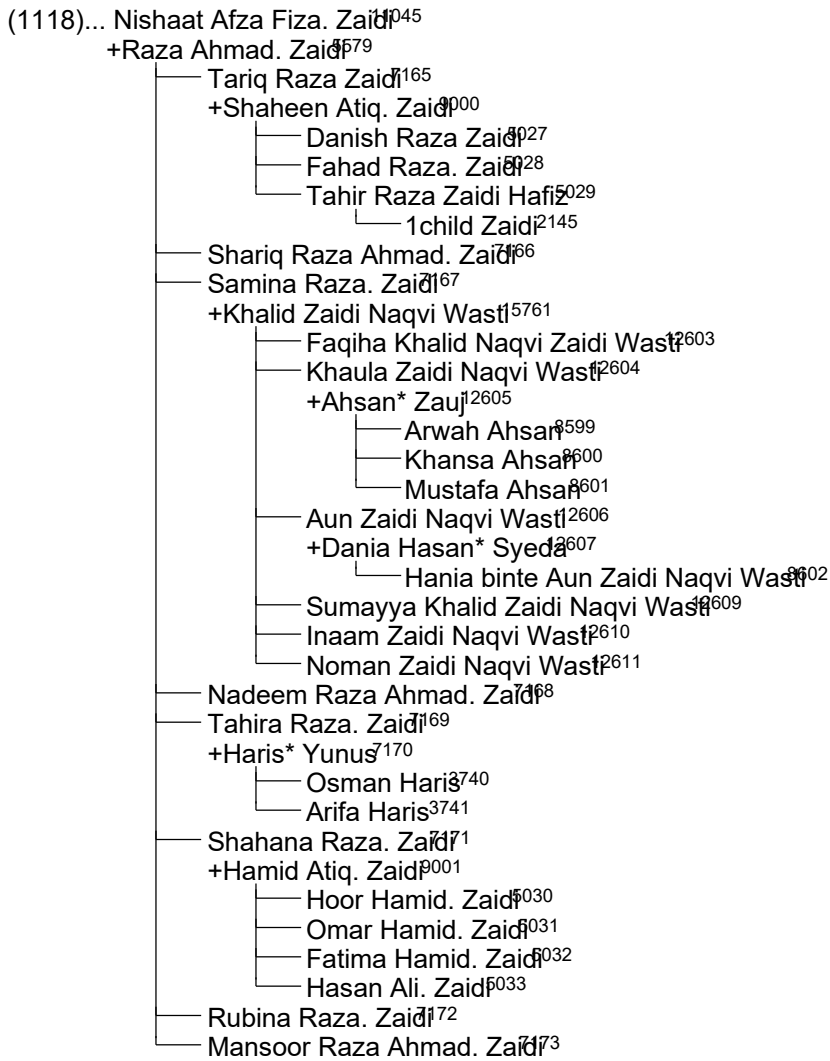 (1118)... Nishaat Afza Fiza. Zaidi11045
+Raza Ahmad. Zaidi5579
Tariq Raza Zaidi7165
+Shaheen Atiq. Zaidi9000
Danish Raza Zaidi5027
Fahad Raza. Zaidi5028
Tahir Raza Zaidi Hafiz5029
1child Zaidi2145
Shariq Raza Ahmad. Zaidi7166
Samina Raza. Zaidi7167
+Khalid Zaidi Naqvi Wasti15761
Faqiha Khalid Naqvi Zaidi Wasti12603
Khaula Zaidi Naqvi Wasti12604
+Ahsan* Zauj12605
Arwah Ahsan8599
Khansa Ahsan8600
Mustafa Ahsan8601
Aun Zaidi Naqvi Wasti12606
+Dania Hasan* Syeda12607
Hania binte Aun Zaidi Naqvi Wasti8602
Sumayya Khalid Zaidi Naqvi Wasti12609
Inaam Zaidi Naqvi Wasti12610
Noman Zaidi Naqvi Wasti12611
Nadeem Raza Ahmad. Zaidi7168
Tahira Raza. Zaidi7169
+Haris* Yunus7170
Osman Haris3740
Arifa Haris3741
Shahana Raza. Zaidi7171
+Hamid Atiq. Zaidi9001
Hoor Hamid. Zaidi5030
Omar Hamid. Zaidi5031
Fatima Hamid. Zaidi5032
Hasan Ali. Zaidi5033
Rubina Raza. Zaidi7172
Mansoor Raza Ahmad. Zaidi7173